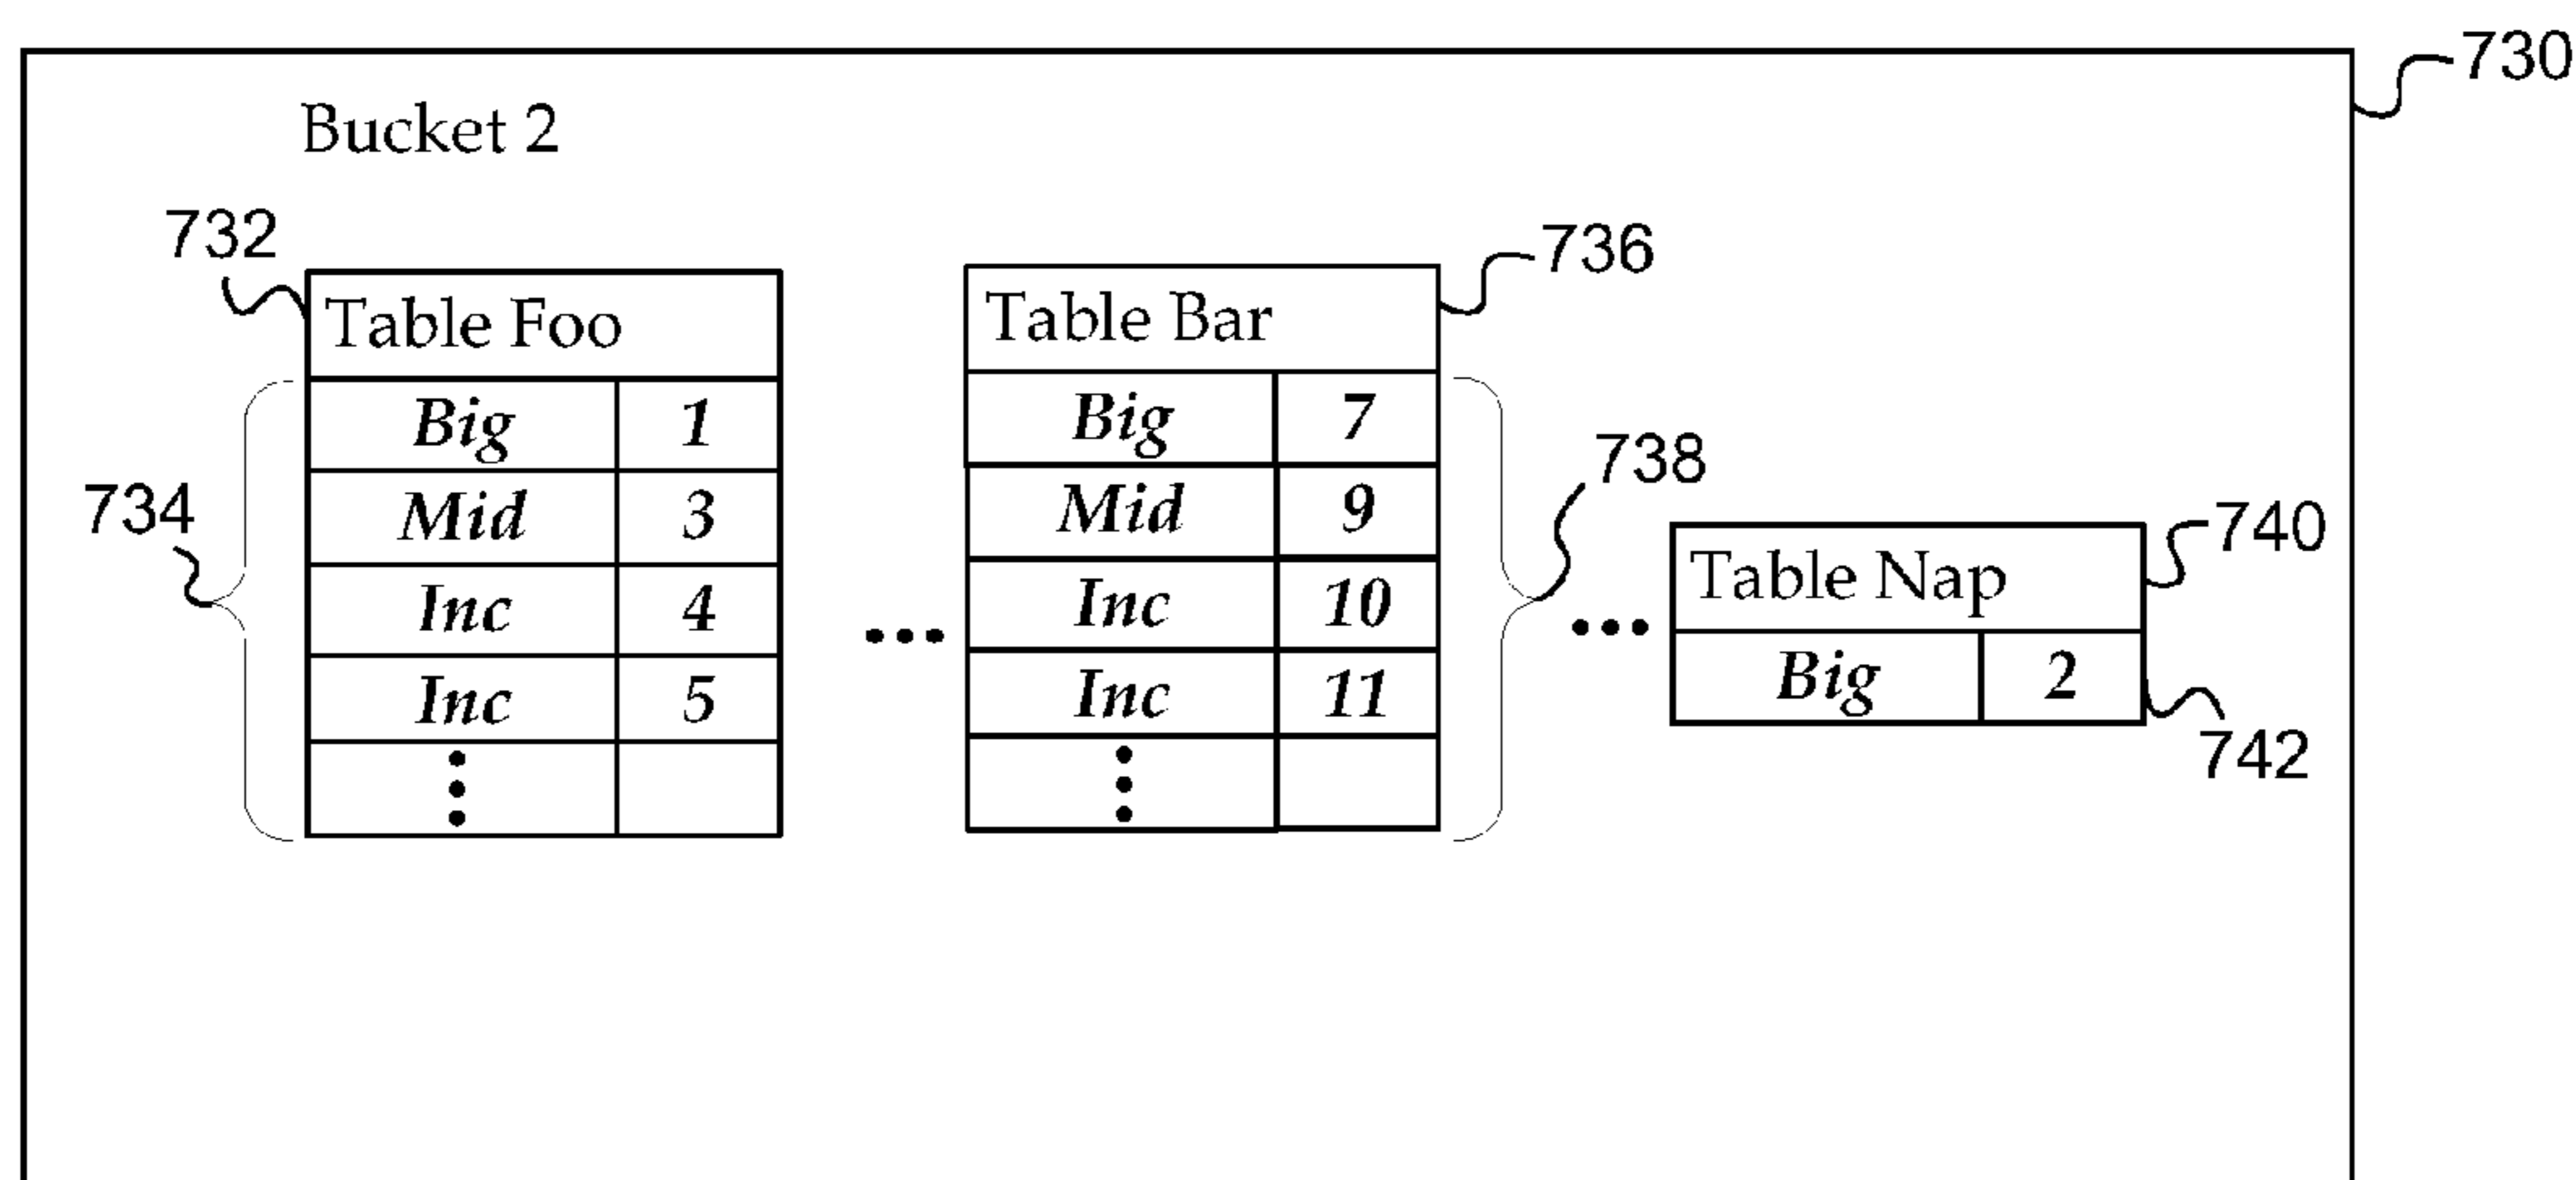 730
Bucket 2
732
736
Table Foo
Big 1
Mid 3
Inc 4
Inc 5
734
Table Bar
Big 7
Mid 9
Inc 10
Inc 11
738
740
Table Nap
Big 2
742